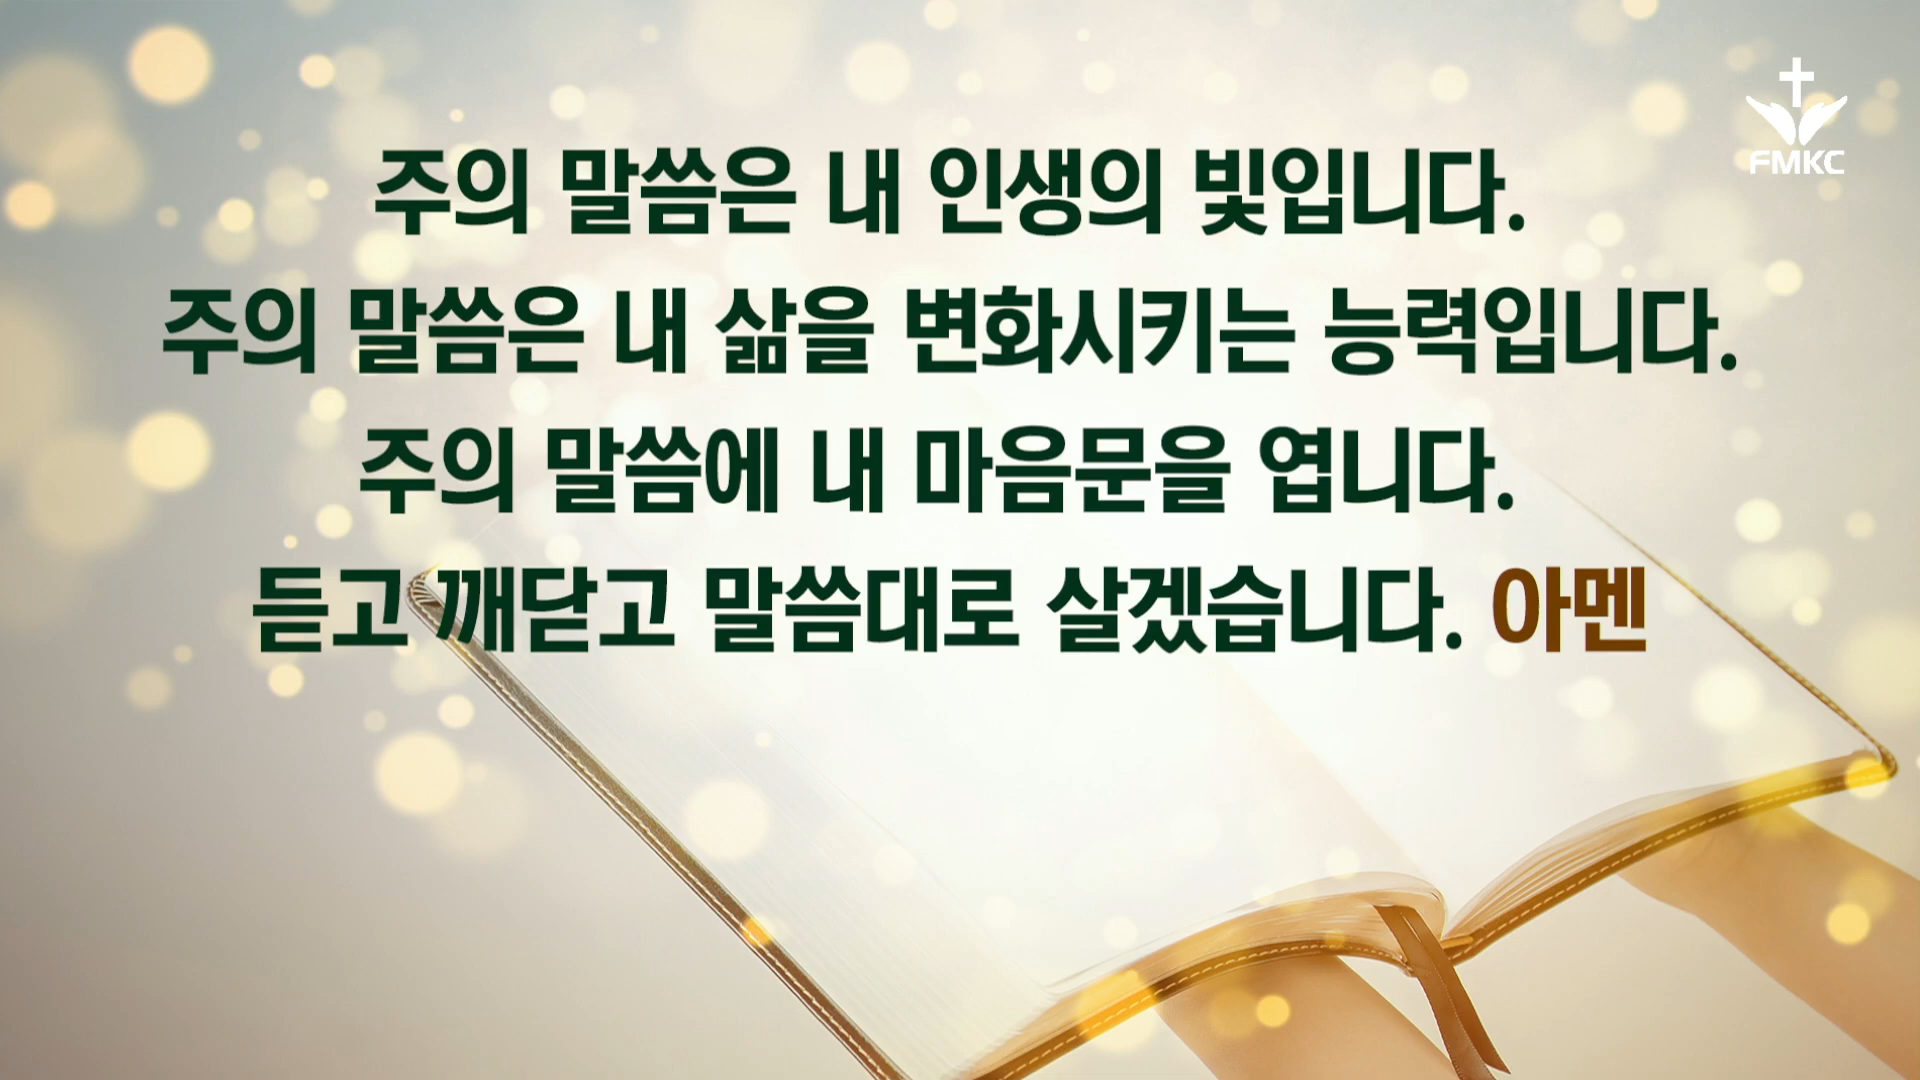 FMKC
주의 말씀은 내 인생의 빛입니다.
주의 말씀은 내 삶을 변화시키는 능력입니다.
주의 말씀에 내 마음문을 엽니다.
듣고 깨닫고 말씀대로 살겠습니다. 아멘